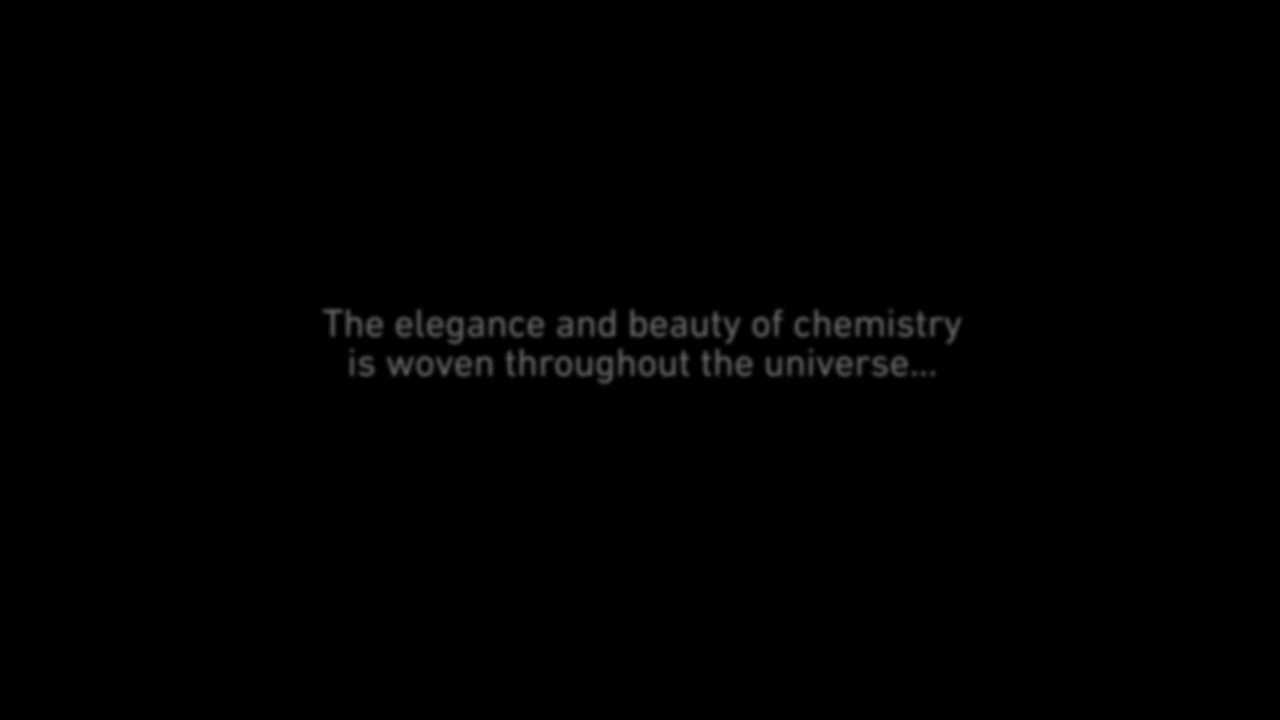 The elegance and beauty of chemistry
is woven throughout the universe...